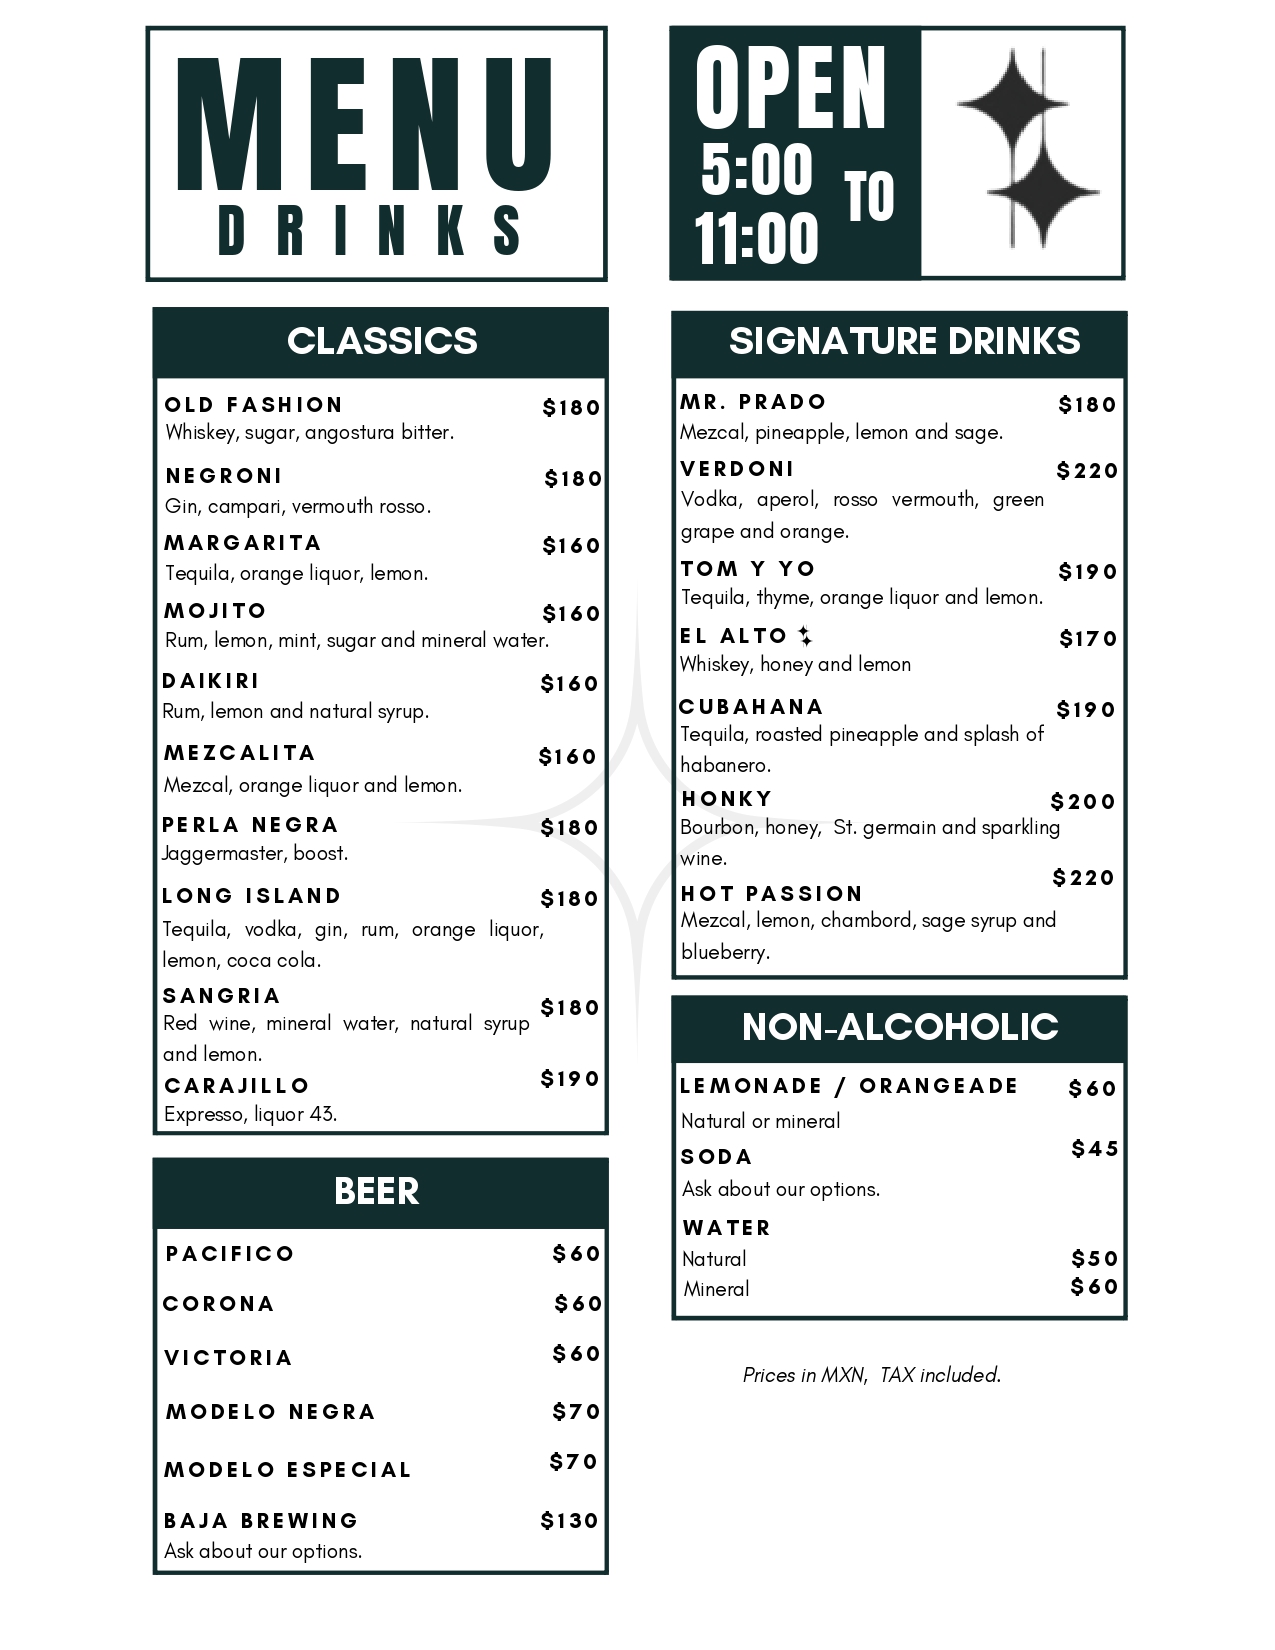 MENU
DRINKS
OPEN
5:00
TO
11:00
CLASSICS
OLD FASHION $180
Whiskey, sugar, angostura bitter.
NEGRONI $180
Gin, campari, vermouth rosso.
MARGARITA $160
Tequila, orange liquor, lemon.
MOJITO $160
Rum, lemon, mint, sugar and mineral water.
DAIKIRI $160
Rum, lemon and natural syrup.
MEZCALITA $160
Mezcal, orange liquor and lemon.
PERLA NEGRA $180
Jaggermaster, boost.
LONG ISLAND $180
Tequila, vodka, gin, rum, orange liquor,
lemon, coca cola.
SANGRIA $180
Red wine, mineral water, natural syrup
and lemon.
CARAJILLO $190
Expresso, liquor 43.
BEER
PACIFICO $60
CORONA $60
VICTORIA $60
MODELO NEGRA $70
MODELO ESPECIAL $70
BAJA BREWING $130
Ask about our options.
SIGNATURE DRINKS
MR. PRADO $180
Mezcal, pineapple, lemon and sage.
VERDONI $220
Vodka, aperol, rosso vermouth, green
grape and orange.
TOM Y YO $190
Tequila, thyme, orange liquor and lemon.
EL ALTO $170
Whiskey, honey and lemon
CUBAHANA $190
Tequila, roasted pineapple and splash of
habanero.
HONKY $200
Bourbon, honey, St. germain and sparkling
wine.
HOT PASSION $220
Mezcal, lemon, chambord, sage syrup and
blueberry.
NON-ALCOHOLIC
LEMONADE / ORANGEADE $60
Natural or mineral
SODA $45
Ask about our options.
WATER
Natural $50
Mineral $60
Prices in MXN, TAX included.